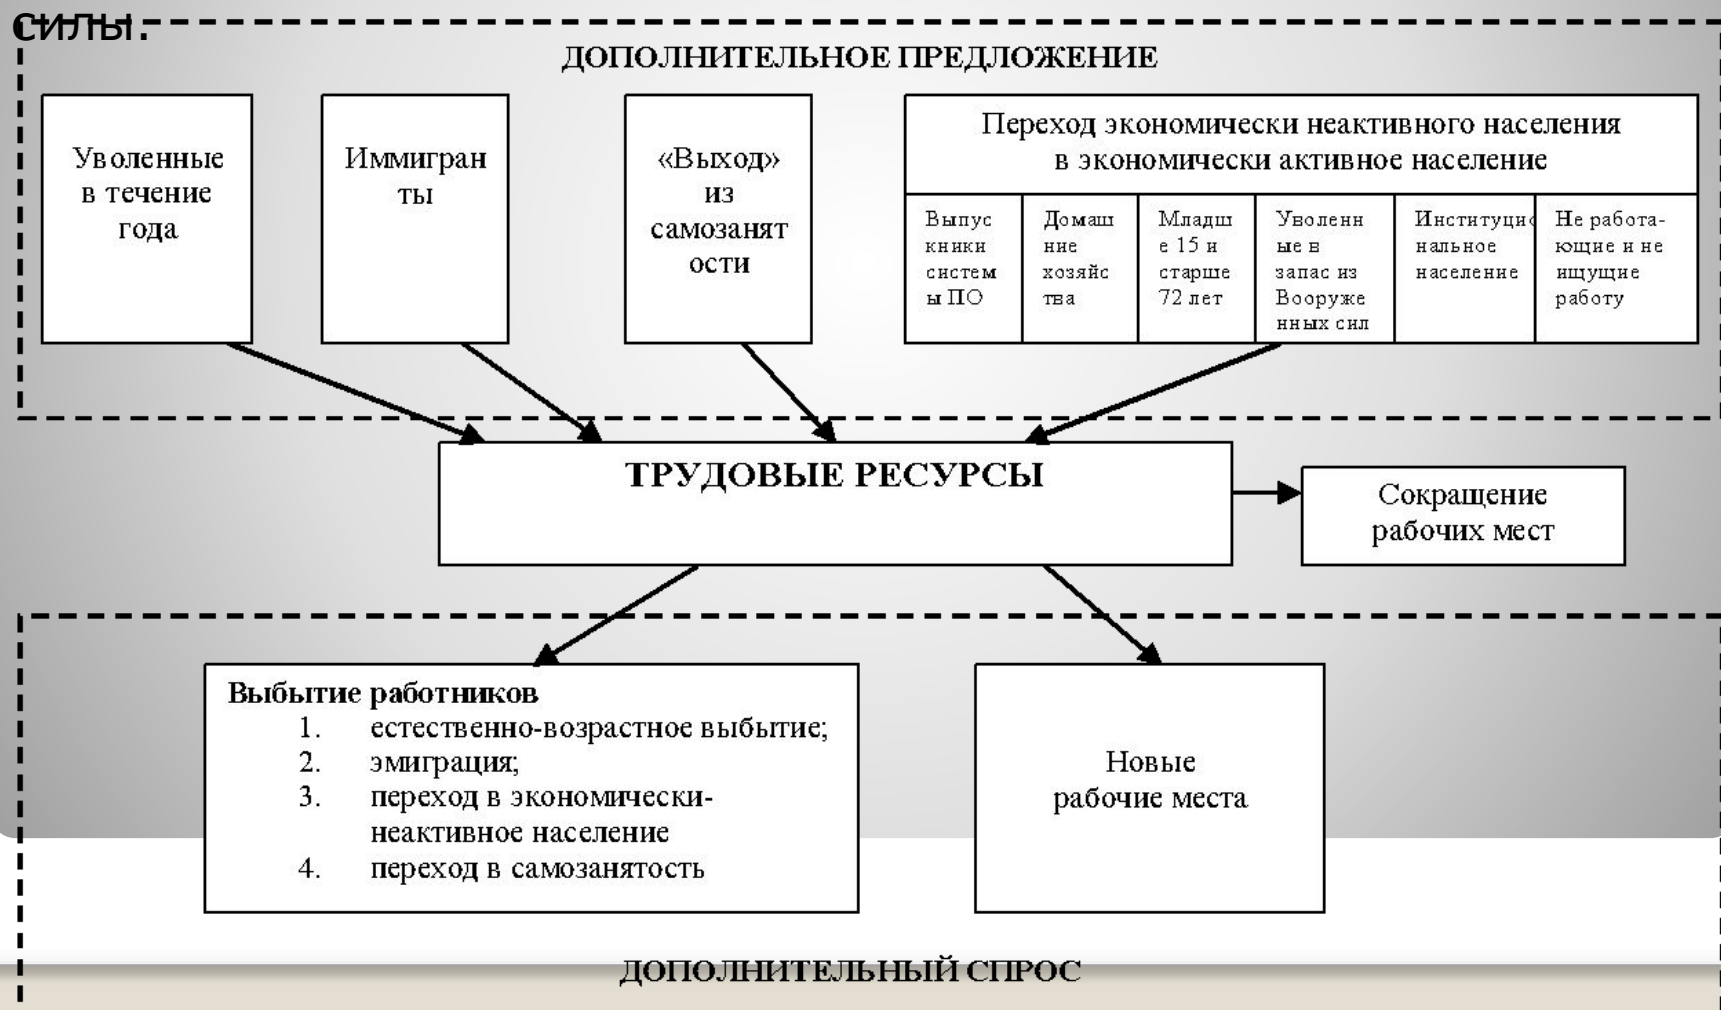 силы.
ДОПОЛНИТЕЛЬНОЕ ПРЕДЛОЖЕНИЕ
Уволенные
в течение
года
Иммигран
ты
«Выход»
из
самозанят
ости
Переход экономически неактивного населения
в экономически активное население
Выпус
кники
систем
ы ПО
Домаш
ние
хозяйс
тва
Младш
е 15 и
старше
72 лет
Уволенн
ые в
запас из
Вооруже
нных сил
Институцио
нальное
население
Не работа-
ющие и не
ищущие
работу
ТРУДОВЫЕ РЕСУРСЫ
Сокращение
рабочих мест
Выбытие работников
1. естественно-возрастное выбытие;
2. эмиграция;
3. переход в экономически-
неактивное население
4. переход в самозанятость
Новые
рабочие места
ДОПОЛНИТЕЛЬНЫЙ СПРОС